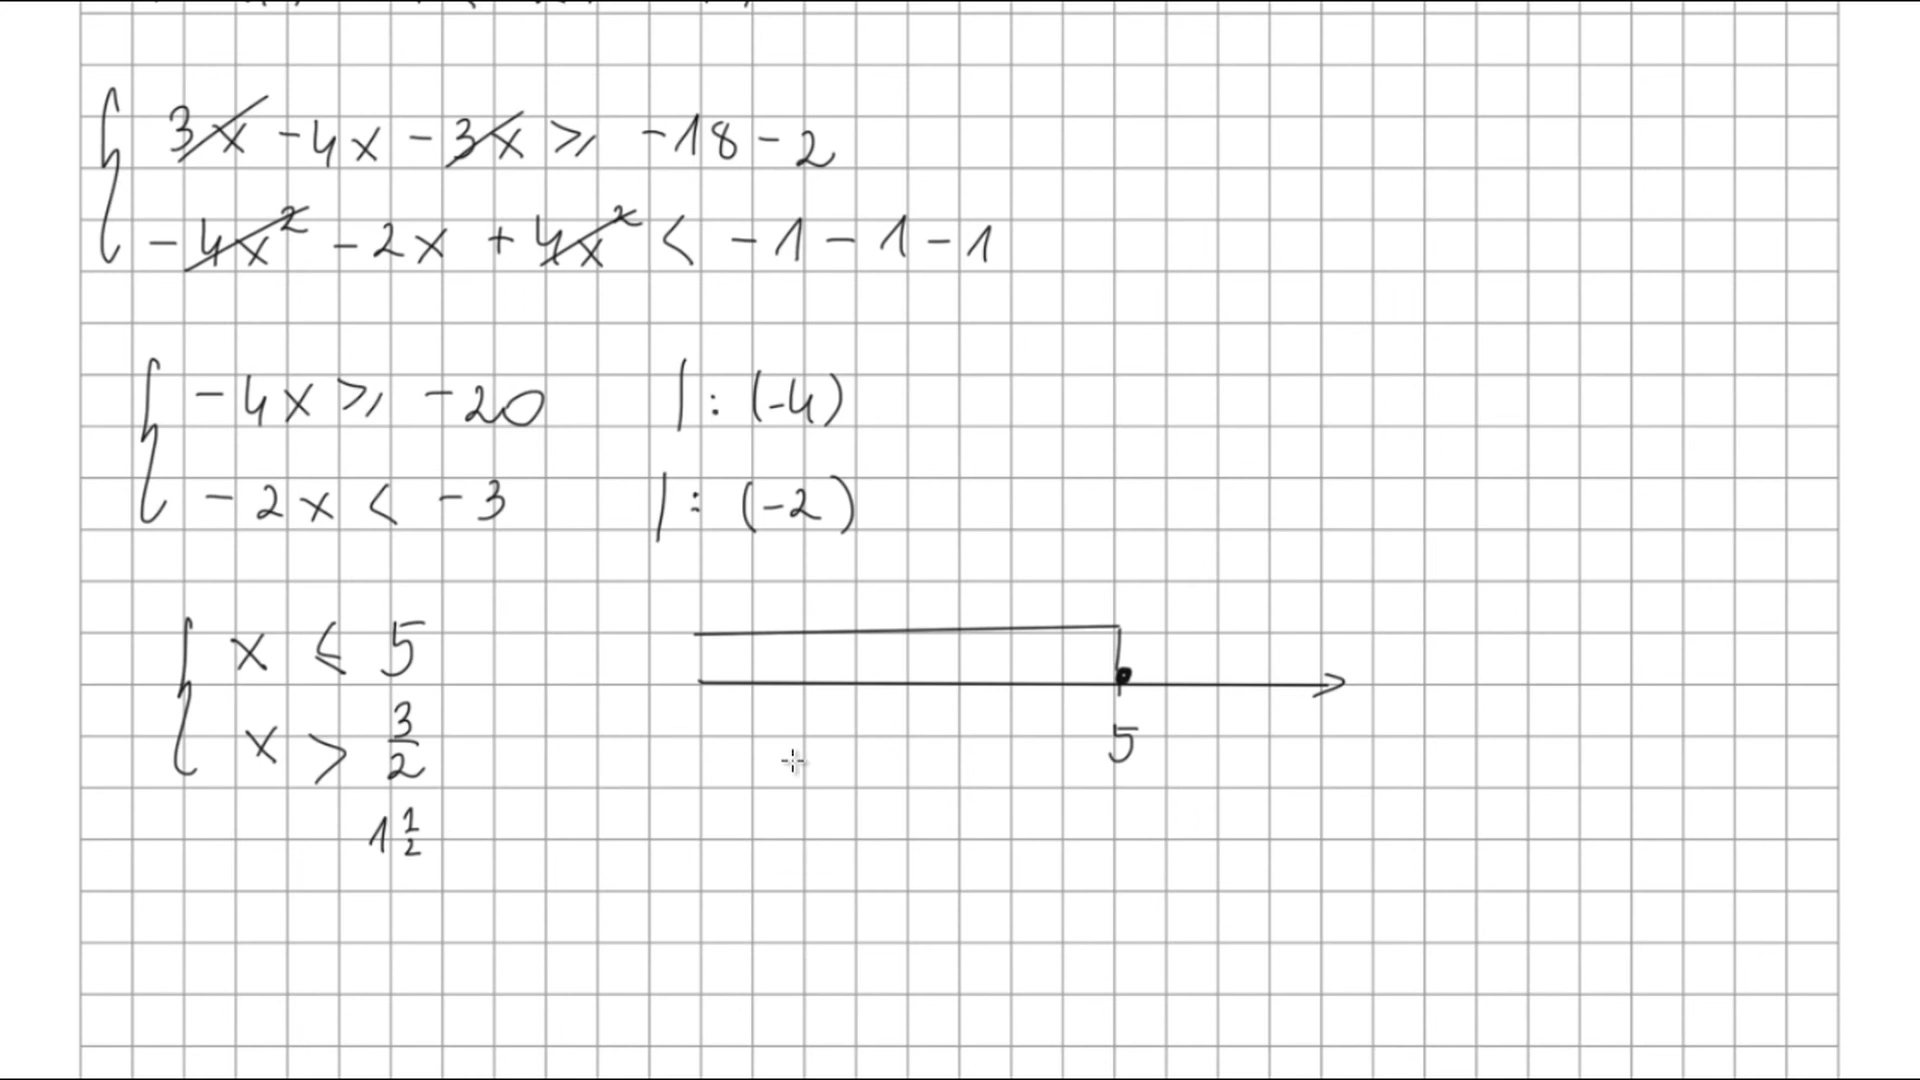 3x - 4x - 3x ≥ -18 - 2
-4x² - 2x + 4x² < -1 - 1 - 1
-4x ≥ -20 |: (-4)
-2x < -3 |: (-2)
x ≤ 5
x > 3/2
1 1/2
5